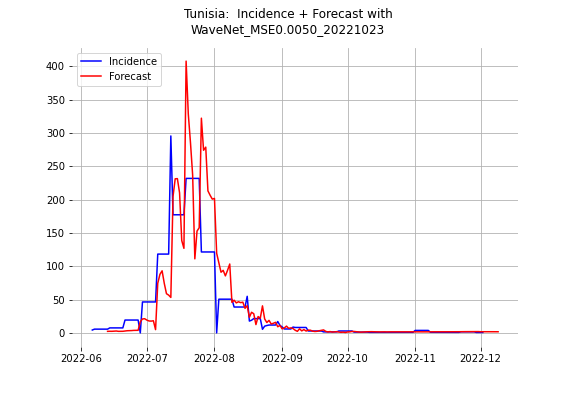 Tunisia:  Incidence + Forecast with
WaveNet_MSE0.0050_20221023
Incidence
Forecast
400
350
300
250
200
150
100
50
0
2022-06 2022-07 2022-08 2022-09 2022-10 2022-11 2022-12